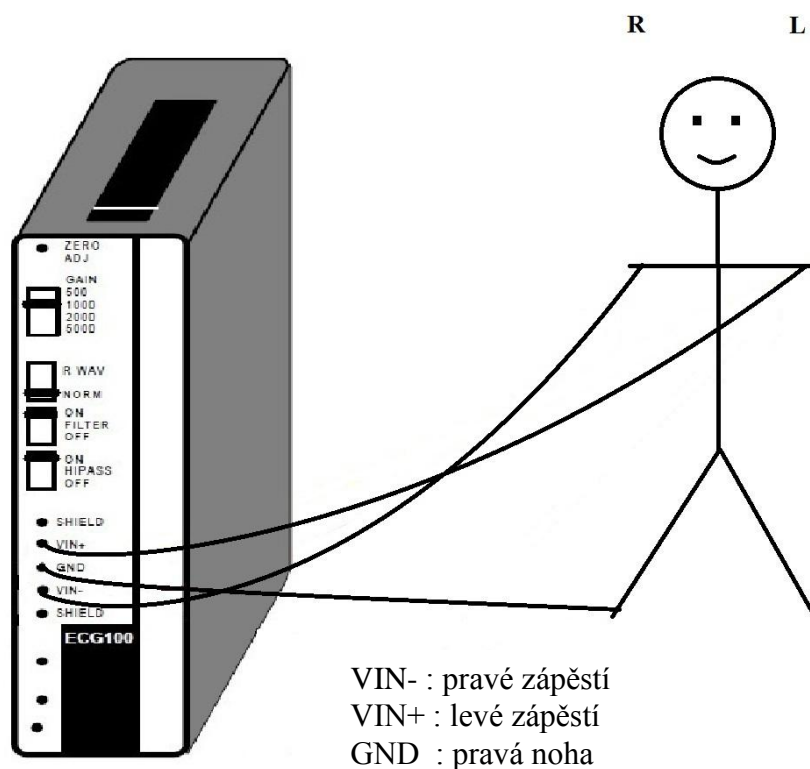 R L
ZERO
ADJ
GAIN
500
1000
2000
5000
R WAV
NORM
ON
FILTER
OFF
ON
HIPASS
OFF
SHIELD
VIN+
GND
VIN-
SHIELD
ECG100
VIN- : pravé zápěstí
VIN+ : levé zápěstí
GND : pravá noha